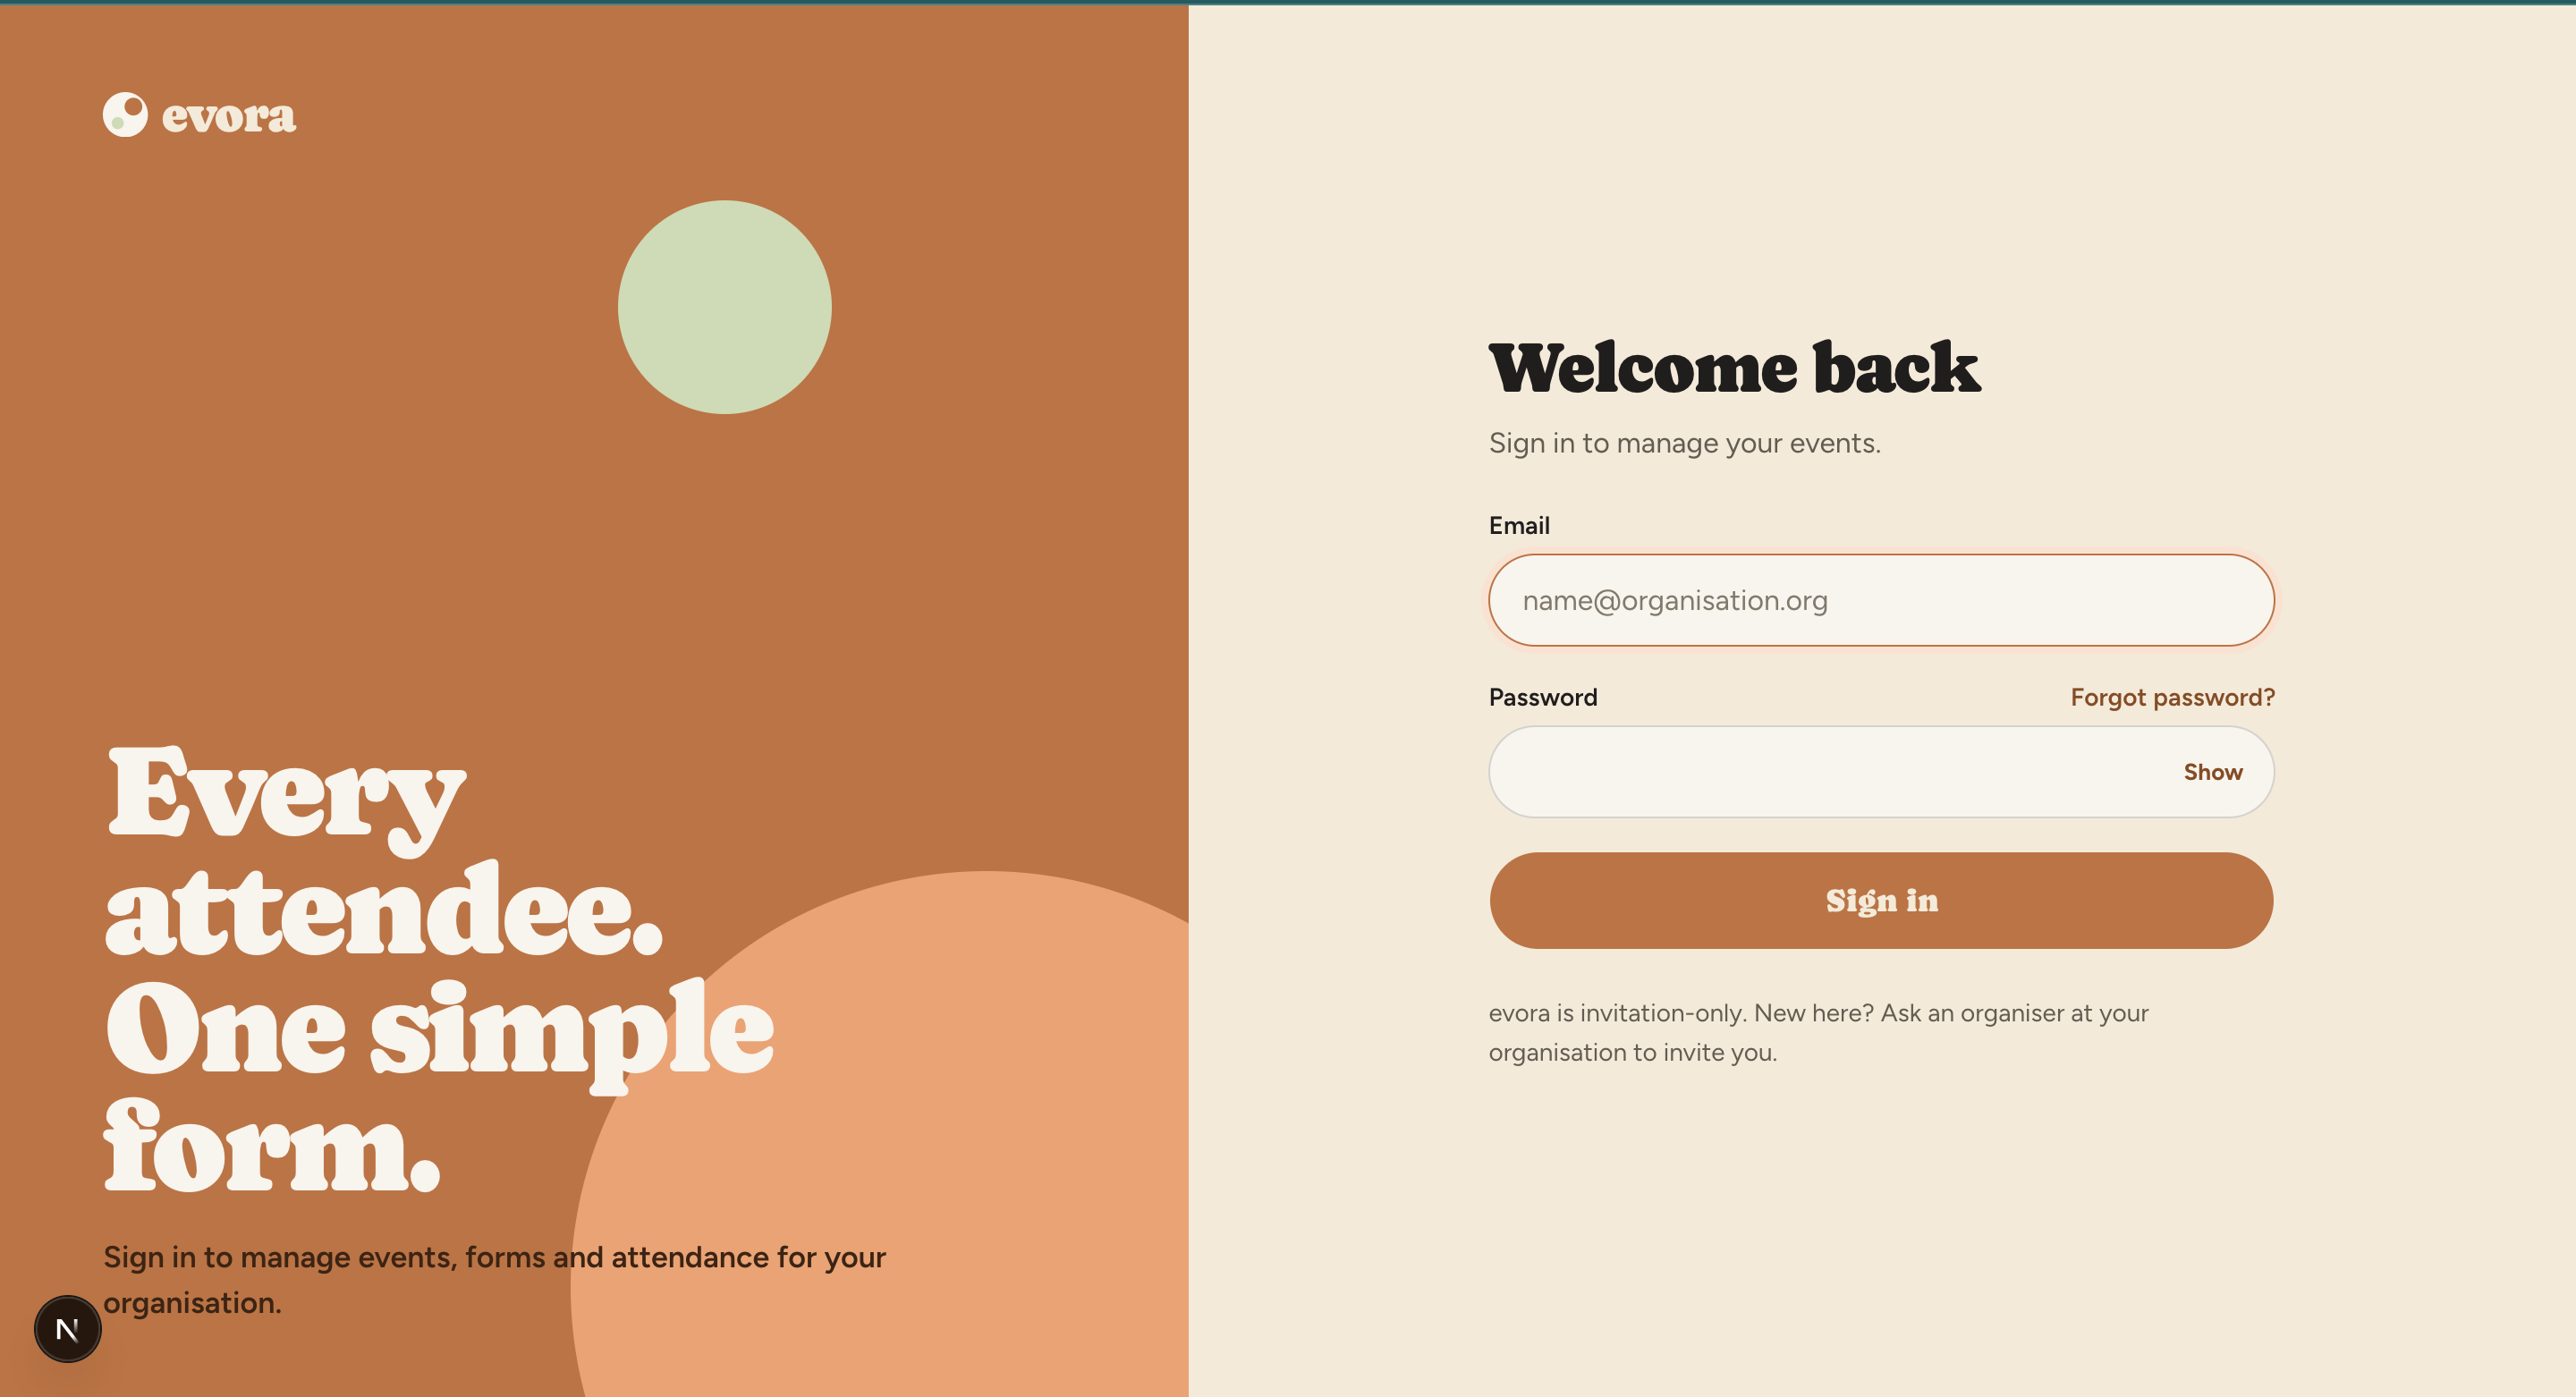 evora
Every
attendee.
One simple
form.
Sign in to manage events, forms and attendance for your
organisation.
N
Welcome back
Sign in to manage your events.
Email
name@organisation.org
Password
Forgot password?
Show
Sign in
evora is invitation-only. New here? Ask an organiser at your
organisation to invite you.